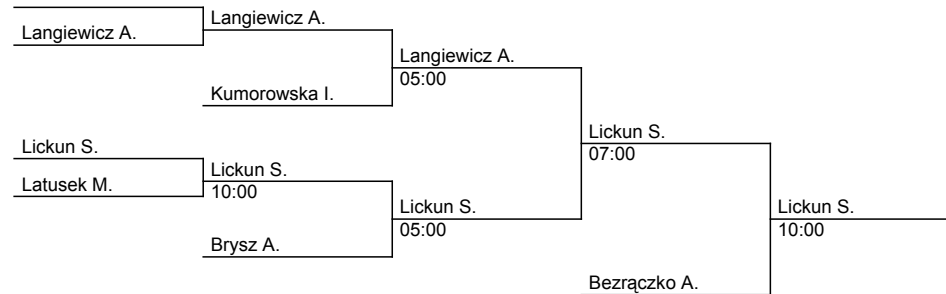 Langiewicz A.
Langiewicz A.
Langiewicz A.
05:00
Kumorowska I.
Lickun S.
07:00
Lickun S.
Latusek M.
Lickun S.
10:00
Lickun S.
05:00
Lickun S.
10:00
Brysz A.
Bezrączko A.